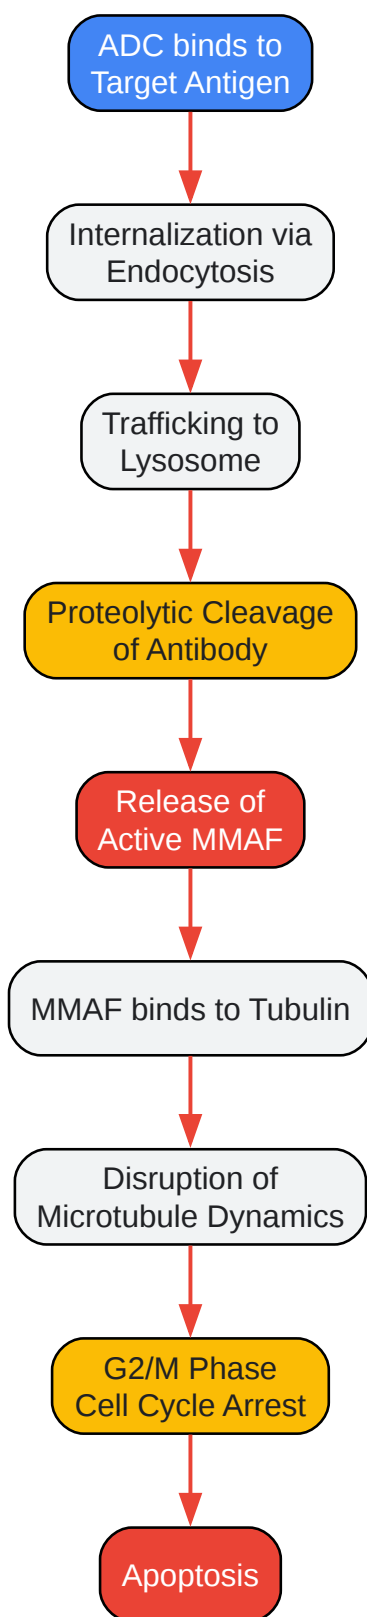 ADC binds to
Target Antigen
Internalization via
Endocytosis
Trafficking to
Lysosome
Proteolytic Cleavage
of Antibody
Release of
Active MMAF
MMAF binds to Tubulin
Disruption of
Microtubule Dynamics
G2/M Phase
Cell Cycle Arrest
Apoptosis